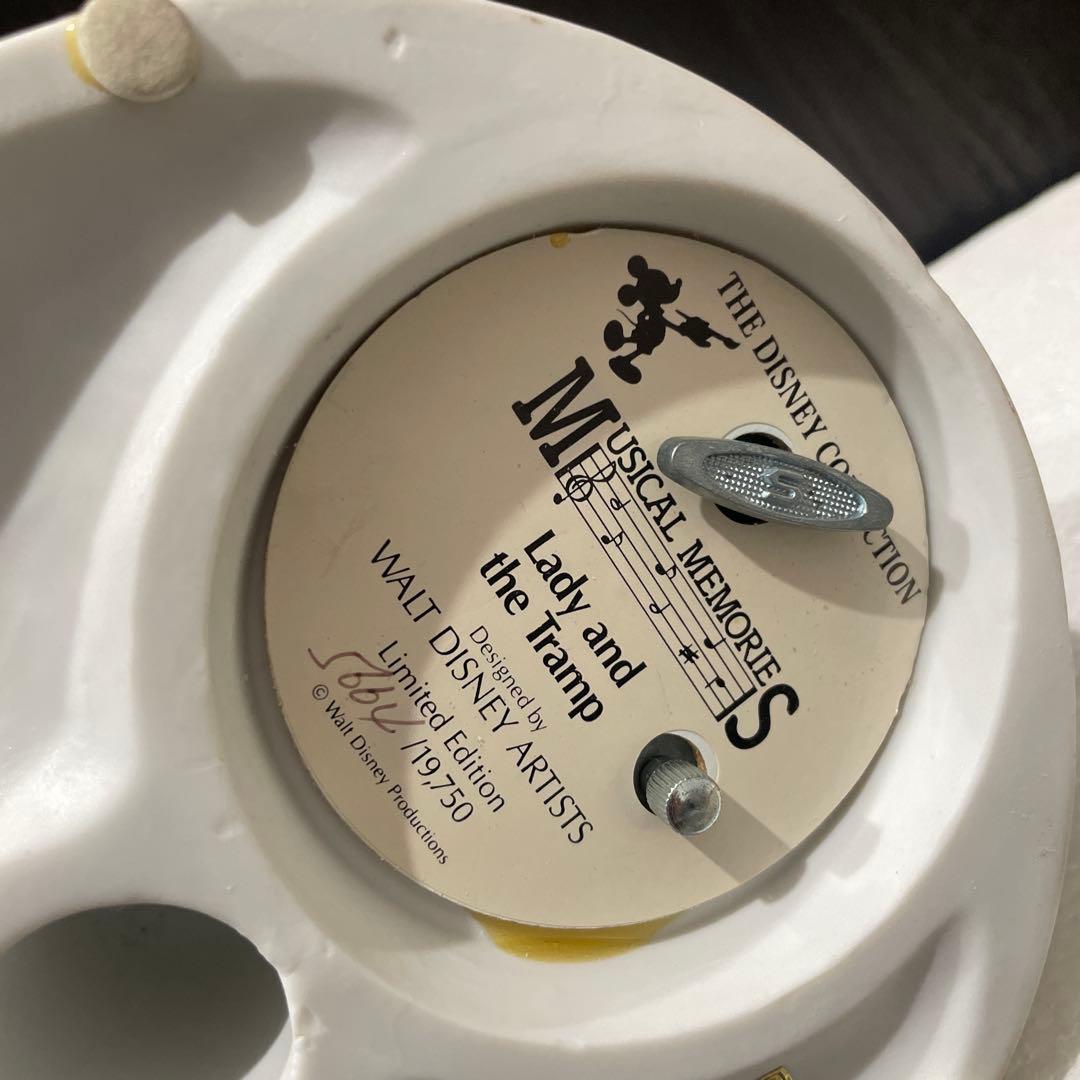 THE DISNEY COLLECTION
MUSICAL MEMORIES
Lady and
the Tramp
Designed by
WALT DISNEY ARTISTS
Limited Edition
5664 /19,750
© Walt Disney Productions
S